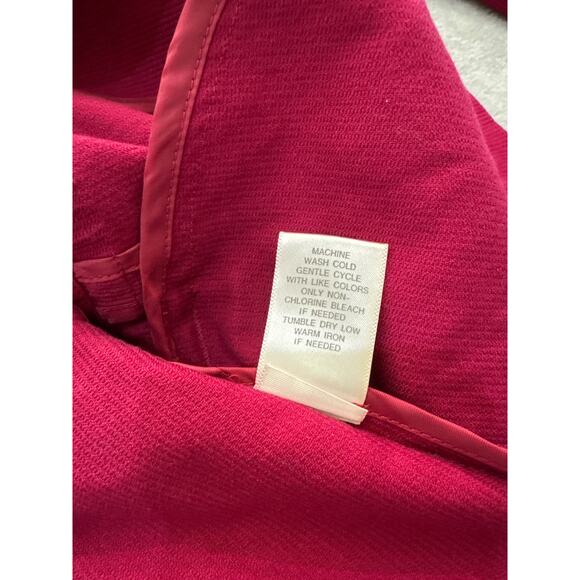 MACHINE
WASH COLD
GENTLE CYCLE
WITH LIKE COLORS
ONLY NON-
CHLORINE BLEACH
IF NEEDED
TUMBLE DRY LOW
WARM IRON
IF NEEDED